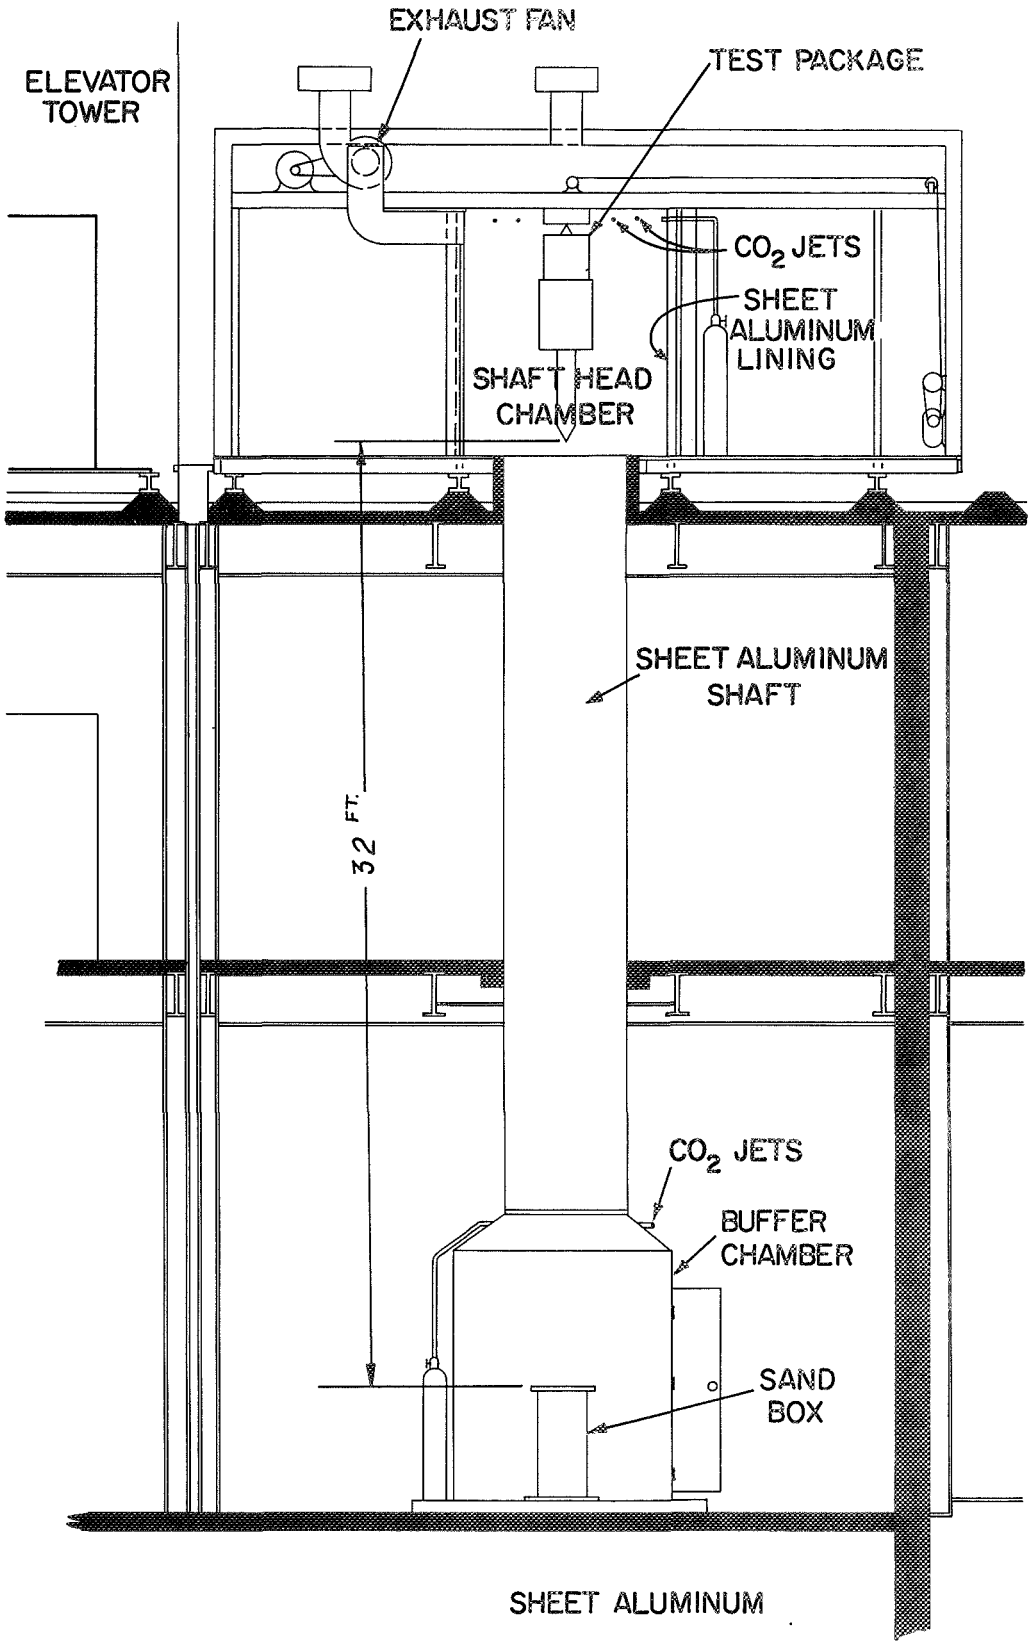 EXHAUST FAN
TEST PACKAGE
ELEVATOR
TOWER
CO2 JETS
SHEET
ALUMINUM
LINING
SHAFT HEAD
CHAMBER
SHEET ALUMINUM
SHAFT
32 FT.
CO2 JETS
BUFFER
CHAMBER
SAND
BOX
SHEET ALUMINUM